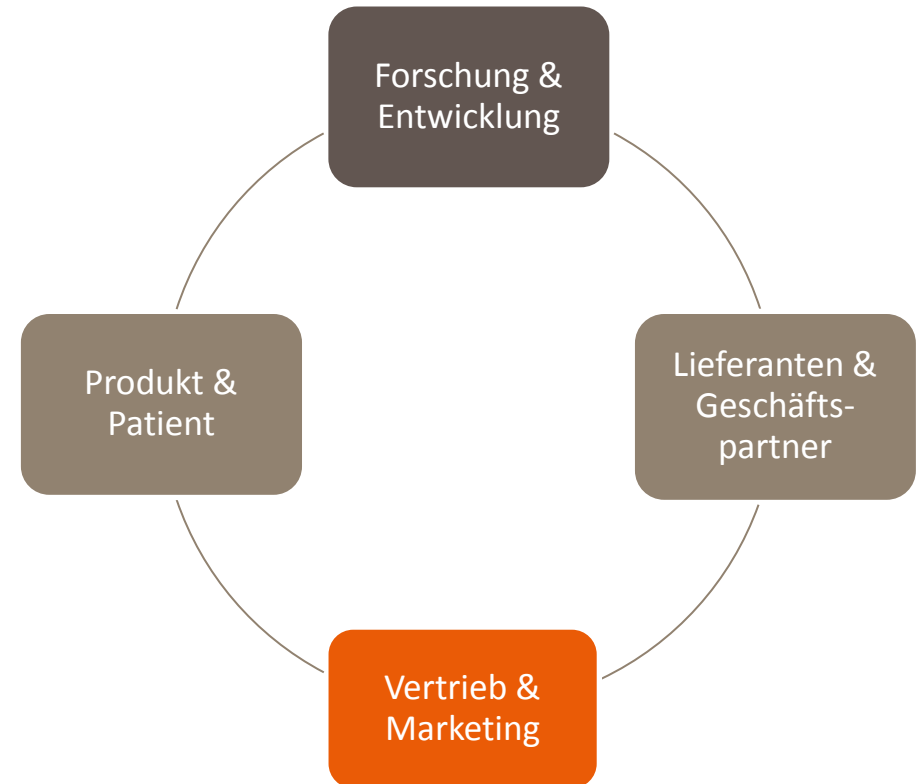 Forschung &
Entwicklung
Produkt &
Patient
Lieferanten &
Geschäfts-
partner
Vertrieb &
Marketing